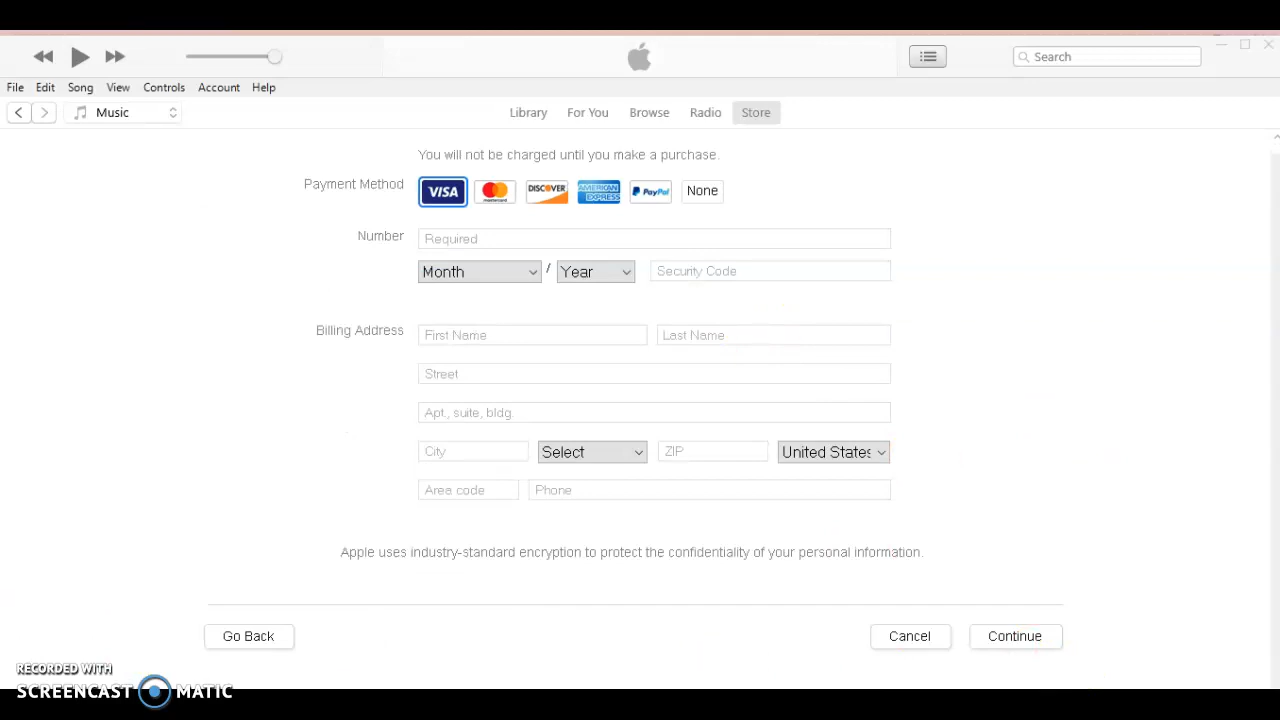 Search
File Edit Song View Controls Account Help
Music Library For You Browse Radio Store
You will not be charged until you make a purchase.
Payment Method VISA mastercard DISCOVER AMERICAN EXPRESS PayPal None
Number Required
Month / Year Security Code
Billing Address First Name Last Name
Street
Apt., suite, bldg.
City Select ZIP United States
Area code Phone
Apple uses industry-standard encryption to protect the confidentiality of your personal information.
Go Back Cancel Continue
RECORDED WITH
SCREENCAST MATIC